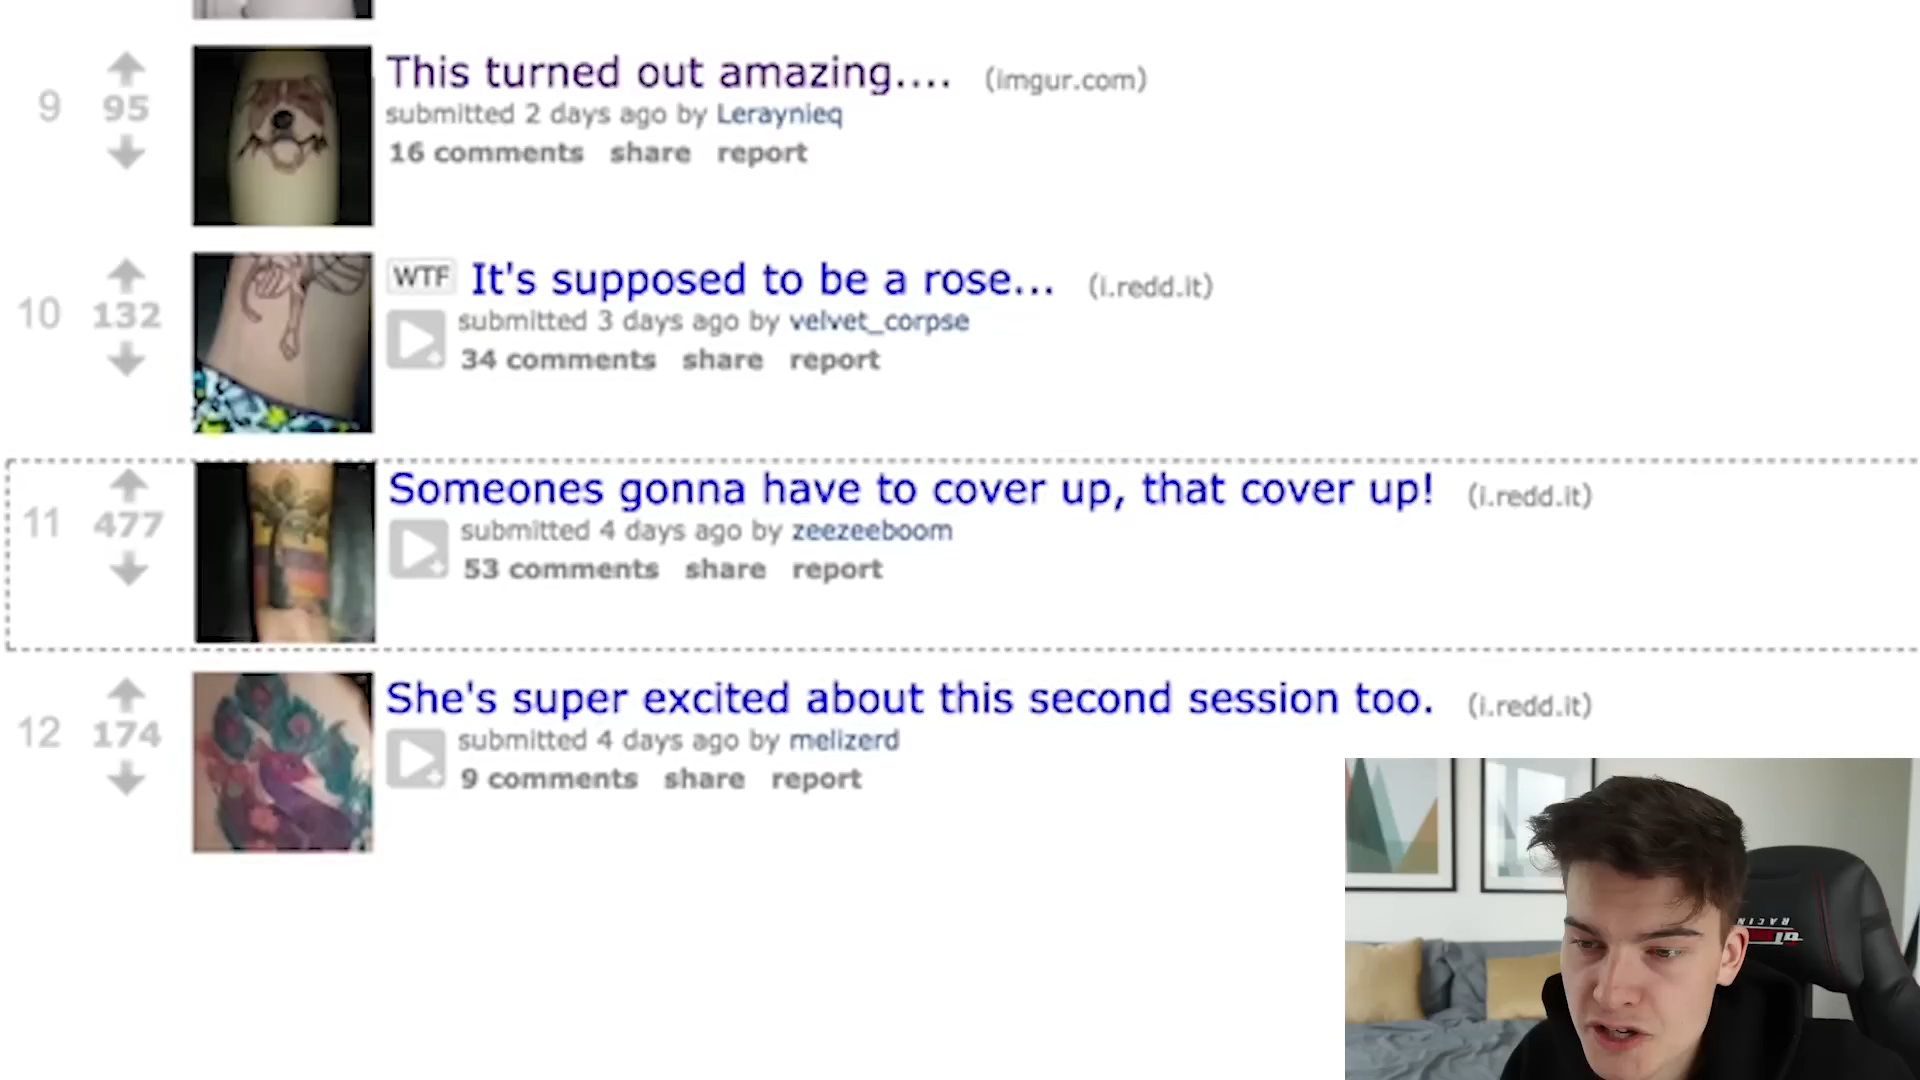 9
95
This turned out amazing.... (imgur.com)
submitted 2 days ago by Leraynieq
16 comments share report
10
132
WTF It's supposed to be a rose... (i.redd.it)
submitted 3 days ago by velvet_corpse
34 comments share report
11
477
Someones gonna have to cover up, that cover up! (i.redd.it)
submitted 4 days ago by zeezeeboom
53 comments share report
12
174
She's super excited about this second session too. (i.redd.it)
submitted 4 days ago by melizerd
9 comments share report